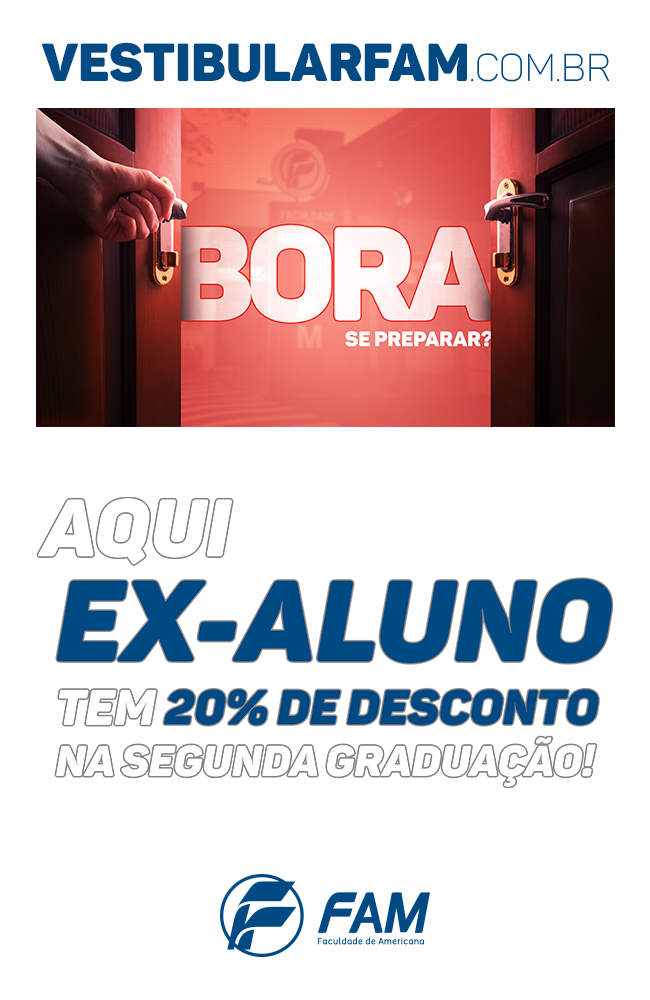 VESTIBULARFAM.COM.BR
FACULDADE
BORA
M
SE PREPARAR?
AQUI
EX-ALUNO
TEM 20% DE DESCONTO
NA SEGUNDA GRADUAÇÃO!
FAM
Faculdade de Americana